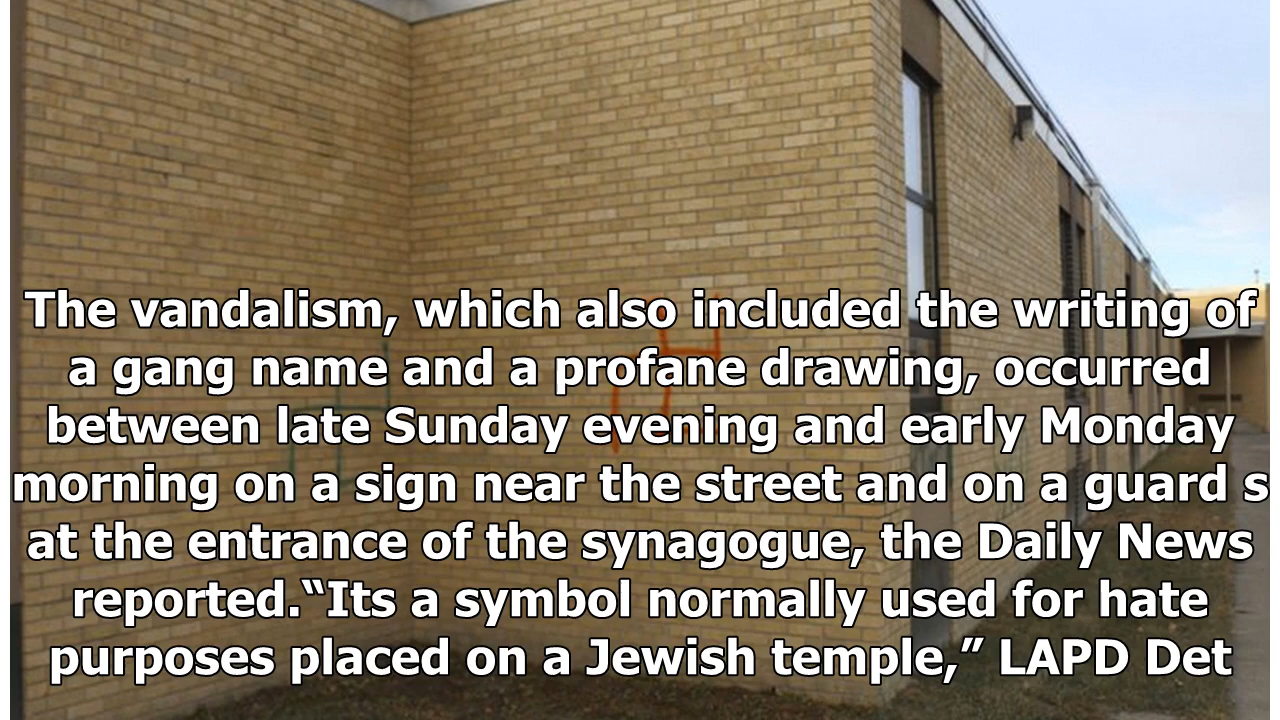 The vandalism, which also included the writing of
a gang name and a profane drawing, occurred
between late Sunday evening and early Monday
morning on a sign near the street and on a guard s
at the entrance of the synagogue, the Daily News
reported.“Its a symbol normally used for hate
purposes placed on a Jewish temple,” LAPD Det